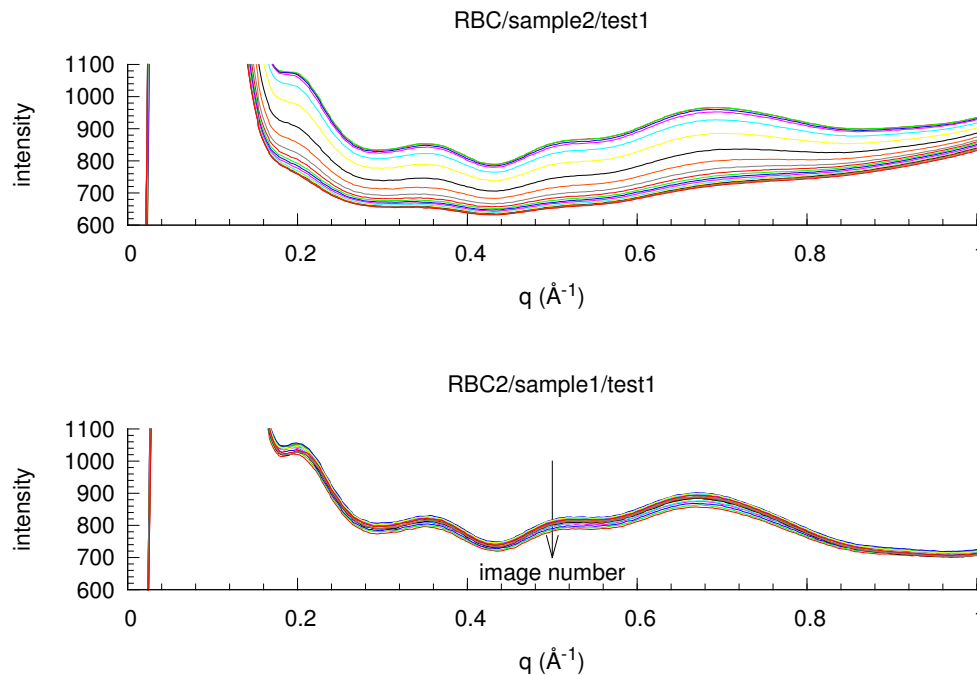 RBC/sample2/test1
1100
1000
900
800
700
600
intensity
0 0.2 0.4 0.6 0.8 1
q (Å-1)
RBC2/sample1/test1
1100
1000
900
800
700
600
intensity
image number
0 0.2 0.4 0.6 0.8 1
q (Å-1)